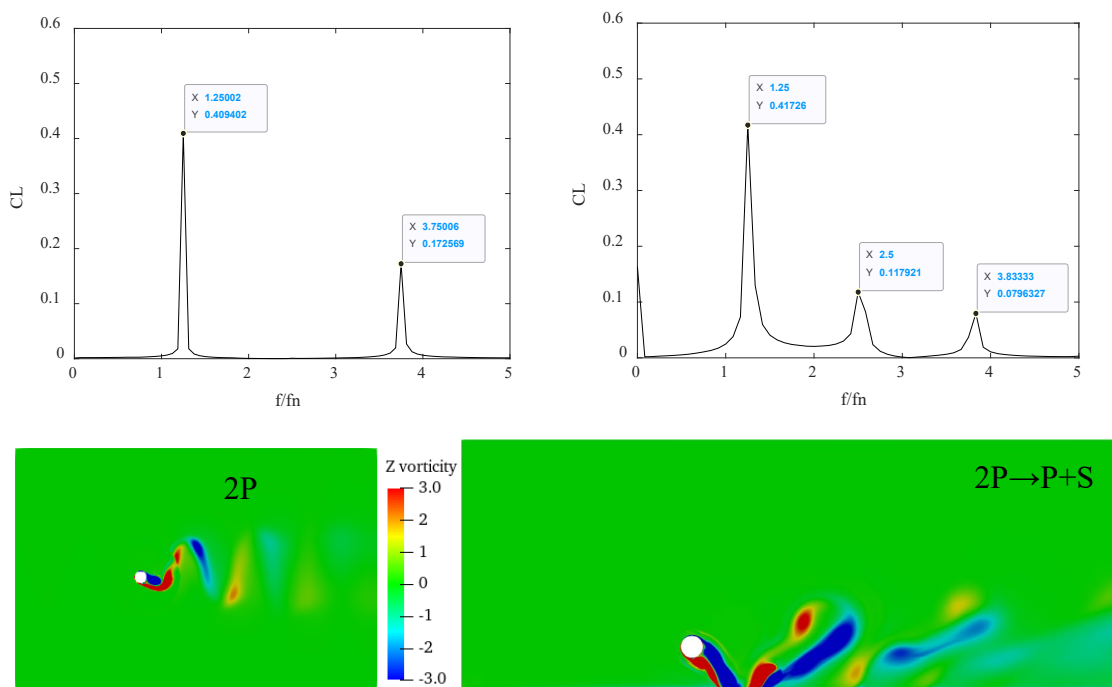 0.6
0.5
0.4
0.3
0.2
0.1
0
CL
X 1.25002
Y 0.409402
X 3.75006
Y 0.172569
0 1 2 3 4 5
f/fn
0.6
0.5
0.4
0.3
0.2
0.1
0
CL
X 1.25
Y 0.41726
X 2.5
Y 0.117921
X 3.83333
Y 0.0796327
0 1 2 3 4 5
f/fn
2P
Z vorticity
3.0
2
1
0
-1
-2
-3.0
2P→P+S